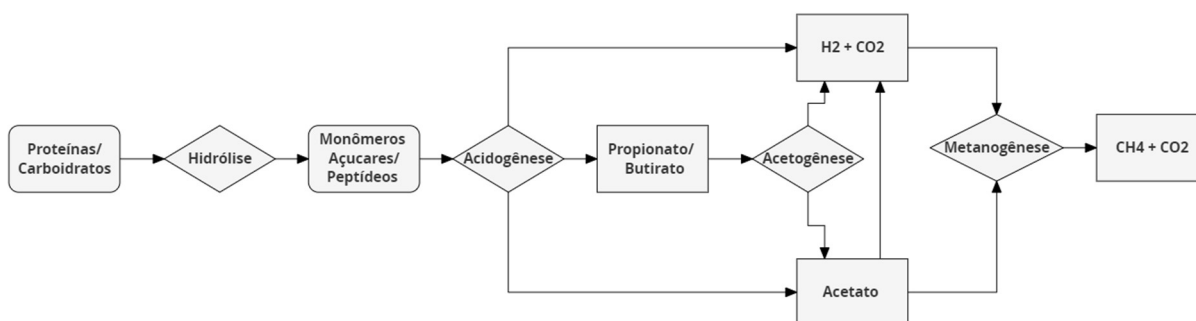 Proteínas/
Carboidratos
Hidrólise
Monômeros
Açucares/
Peptídeos
Acidogênese
Propionato/
Butirato
Acetogênese
H2 + CO2
Acetato
Metanogênese
CH4 + CO2